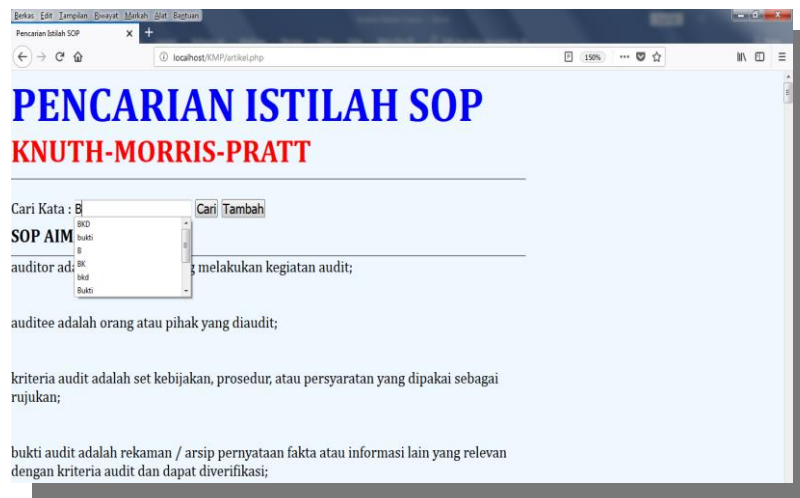 Berkas Edit Tampilan Riwayat Markah Alat Bantuan
Pencarian Istilah SOP
localhost/KMP/artikel.php
150%
PENCARIAN ISTILAH SOP
KNUTH-MORRIS-PRATT
Cari Kata : B
Cari
Tambah
BKD
bukti
B
BK
bkd
Bukti
SOP AIM
auditor ad melakukan kegiatan audit;
auditee adalah orang atau pihak yang diaudit;
kriteria audit adalah set kebijakan, prosedur, atau persyaratan yang dipakai sebagai
rujukan;
bukti audit adalah rekaman / arsip pernyataan fakta atau informasi lain yang relevan
dengan kriteria audit dan dapat diverifikasi;